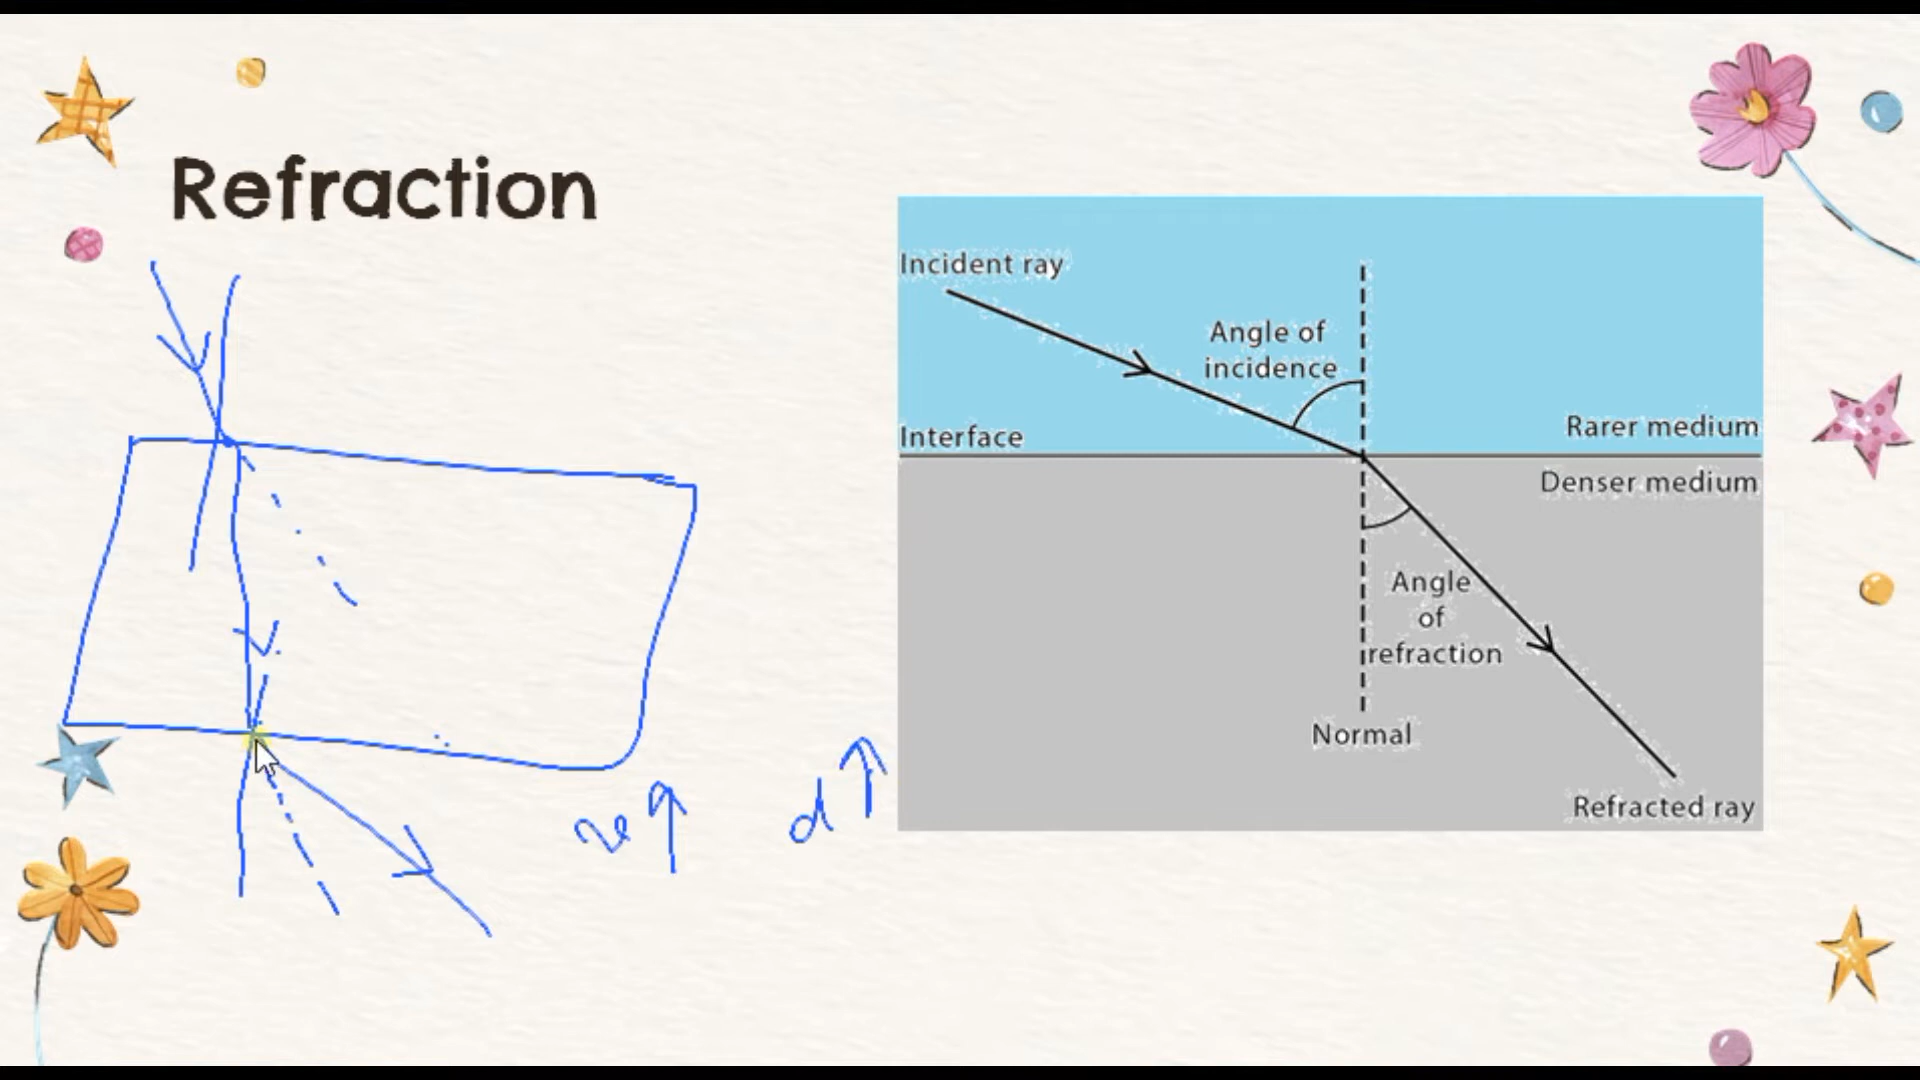 Refraction
Incident ray
Angle of
incidence
Interface
Rarer medium
Denser medium
Angle
of
refraction
Normal
Refracted ray
d↑